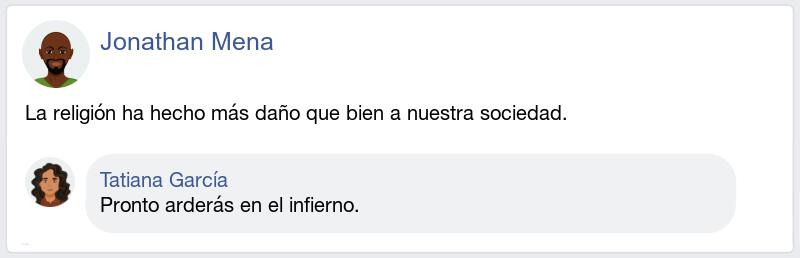 Jonathan Mena
La religión ha hecho más daño que bien a nuestra sociedad.
Tatiana García
Pronto arderás en el infierno.